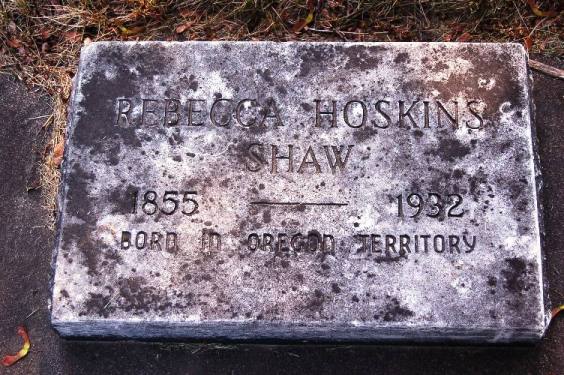 REBECCA HOSKINS
SHAW
1855 — 1932
BORN IN OREGON TERRITORY